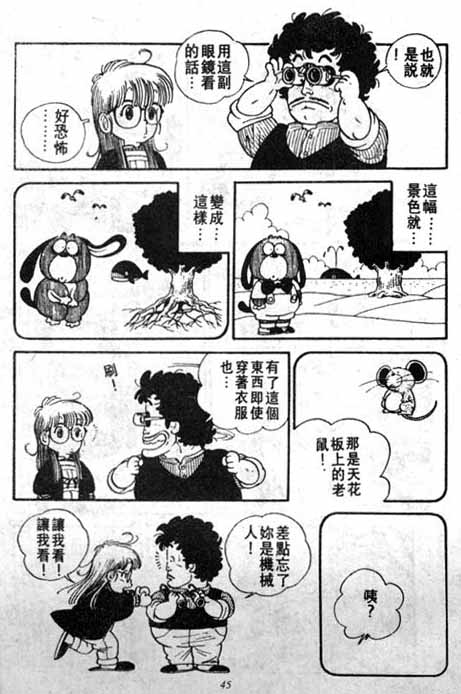 也就
是說
!
用這副
眼鏡看
的話…
好恐怖
………
這幅……
景色就…
變成…
這樣…
那是天花
板上的老
鼠!
有了這個
東西即使
穿著衣服
也…
刷!
咦?
差點忘了
妳是機械
人!
讓我看!
讓我看!
45